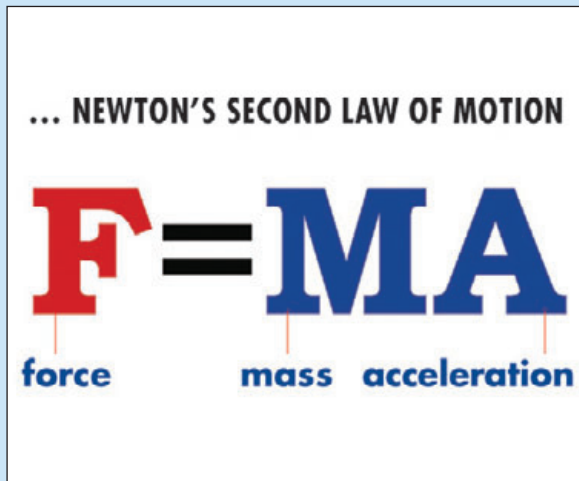 ... NEWTON'S SECOND LAW OF MOTION
F=MA
force mass acceleration